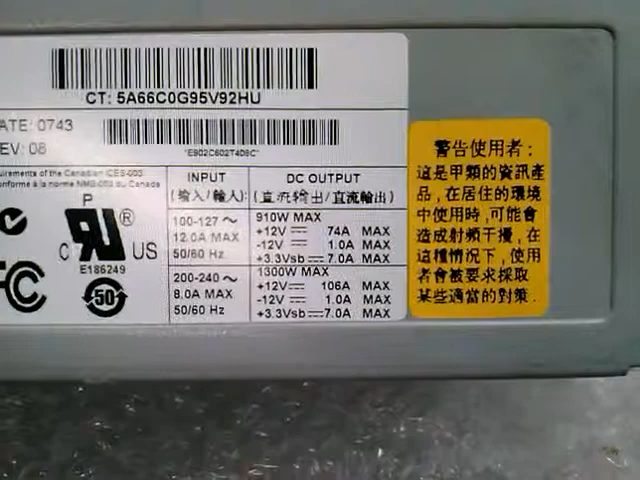 CT: 5A66C0G95V92HU
ATE: 0743
EV: 08
"E902C602T409C"
uirements of the Canadian ICES-003
onforme à la norme NMB-003 du Canada
P
®
C
US
E186249
50
INPUT
(输入/輸入):
DC OUTPUT
(直流输出/直流輸出)
100-127 ~
12.0A MAX
50/60 Hz
910W MAX
+12V 74A MAX
-12V 1.0A MAX
+3.3Vsb 7.0A MAX
200-240 ~
8.0A MAX
50/60 Hz
1300W MAX
+12V 106A MAX
-12V 1.0A MAX
+3.3Vsb 7.0A MAX
警告使用者:
這是甲類的資訊產
品,在居住的環境
中使用時,可能會
造成射頻干擾,在
這種情況下,使用
者會被要求採取
某些適當的對策.